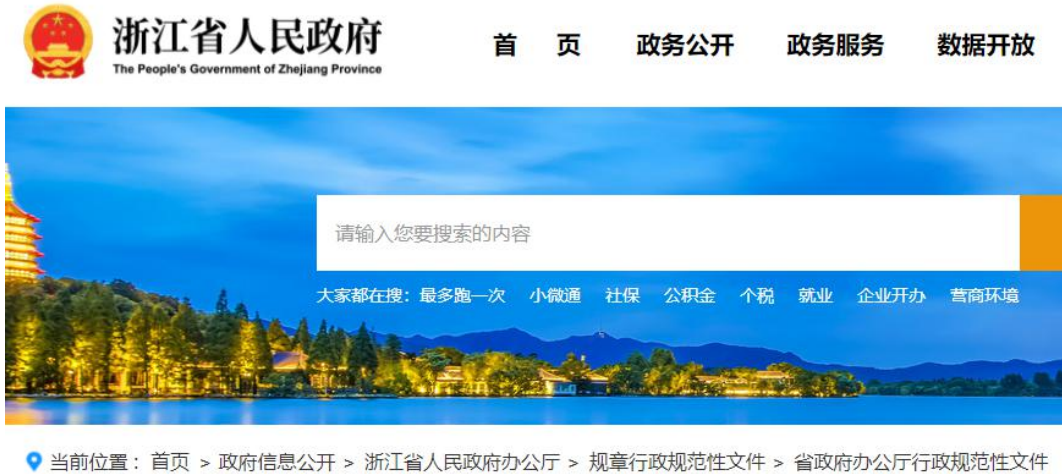 浙江省人民政府
The People's Government of Zhejiang Province
首 页 政务公开 政务服务 数据开放
请输入您要搜索的内容
大家都在搜：最多跑一次 小微通 社保 公积金 个税 就业 企业开办 营商环境
当前位置：首页 > 政府信息公开 > 浙江省人民政府办公厅 > 规章行政规范性文件 > 省政府办公厅行政规范性文件